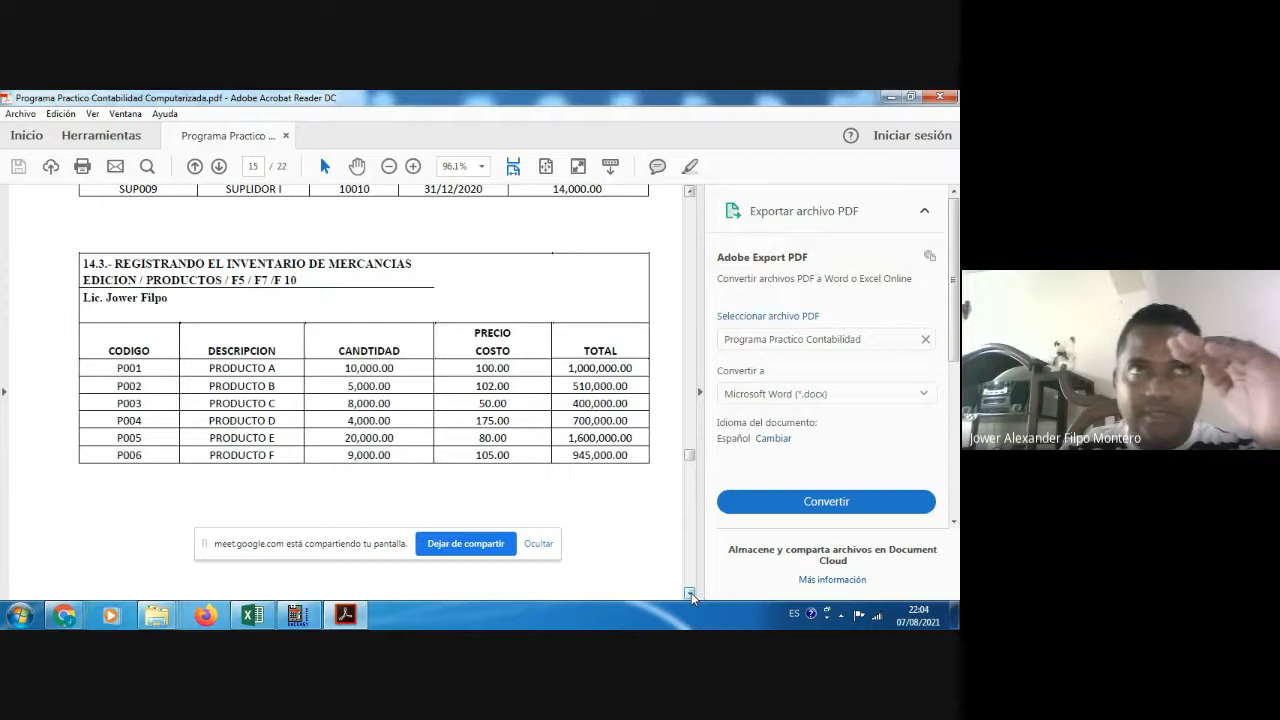 Programa Practico Contabilidad Computarizada.pdf - Adobe Acrobat Reader DC
Archivo Edición Ver Ventana Ayuda
Inicio Herramientas Programa Practico ... × Iniciar sesión
15 / 22 96.1%
SUP009 SUPLIDOR I 10010 31/12/2020 14,000.00
14.3.- REGISTRANDO EL INVENTARIO DE MERCANCIAS
EDICION / PRODUCTOS / F5 / F7 /F 10
Lic. Jower Filpo
CODIGO DESCRIPCION CANDTIDAD PRECIO COSTO TOTAL
P001 PRODUCTO A 10,000.00 100.00 1,000,000.00
P002 PRODUCTO B 5,000.00 102.00 510,000.00
P003 PRODUCTO C 8,000.00 50.00 400,000.00
P004 PRODUCTO D 4,000.00 175.00 700,000.00
P005 PRODUCTO E 20,000.00 80.00 1,600,000.00
P006 PRODUCTO F 9,000.00 105.00 945,000.00
meet.google.com está compartiendo tu pantalla. Dejar de compartir Ocultar
Exportar archivo PDF
Adobe Export PDF
Convertir archivos PDF a Word o Excel Online
Seleccionar archivo PDF
Programa Practico Contabilidad
Convertir a
Microsoft Word (*.docx)
Idioma del documento:
Español Cambiar
Convertir
Almacene y comparta archivos en Document
Cloud
Más información
Jower Alexander Filpo Montero
ES 22:04
07/08/2021